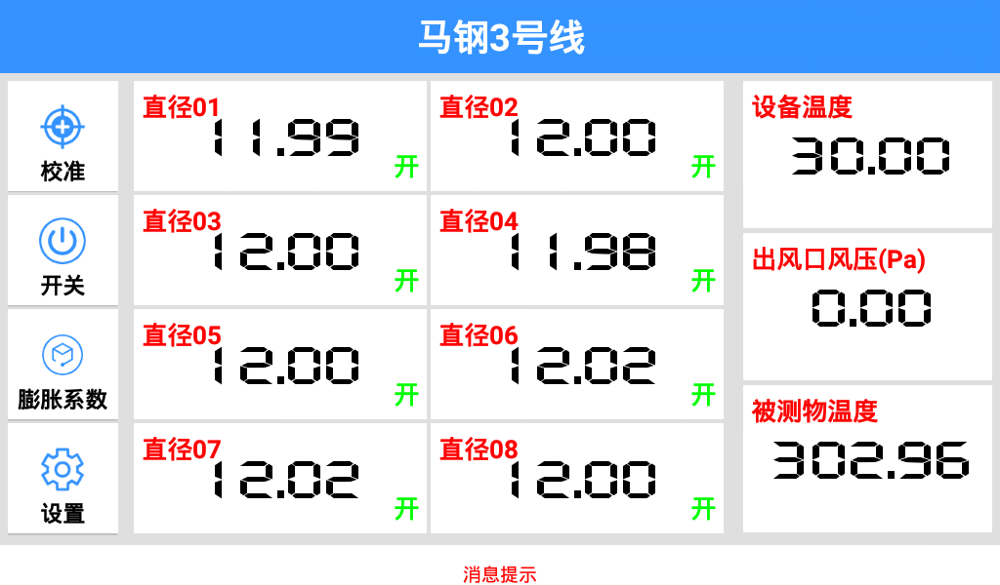 马钢3号线
校准
开关
膨胀系数
设置
直径01
11.99
开
直径02
12.00
开
直径03
12.00
开
直径04
11.98
开
直径05
12.00
开
直径06
12.02
开
直径07
12.02
开
直径08
12.00
开
设备温度
30.00
出风口风压(Pa)
0.00
被测物温度
302.96
消息提示